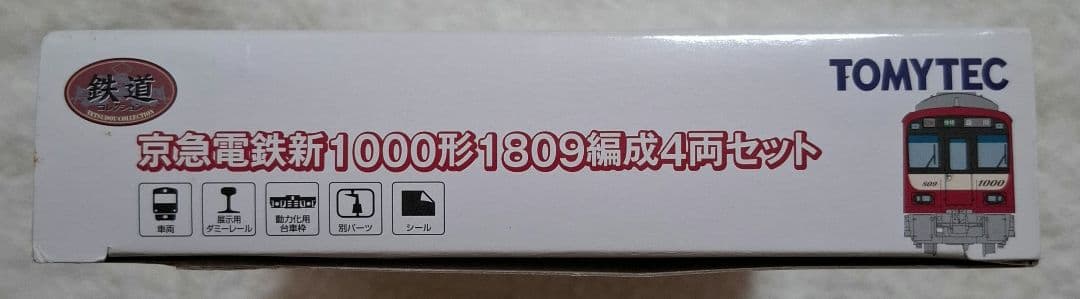 鉄道
コレクション
TETSUDOU COLLECTION
TOMYTEC
京急電鉄新1000形1809編成4両セット
809 1000
車両
展示用
ダミーレール
動力化用
台車枠
別パーツ
シール